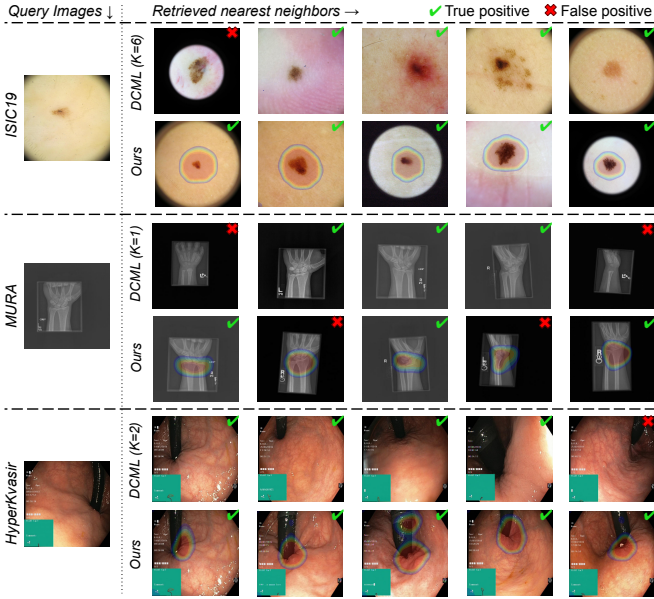 Query Images ↓
Retrieved nearest neighbors →
✓ True positive
✖ False positive
ISIC19
DCML (K=6)
Ours
MURA
DCML (K=1)
Ours
HyperKvasir
DCML (K=2)
Ours